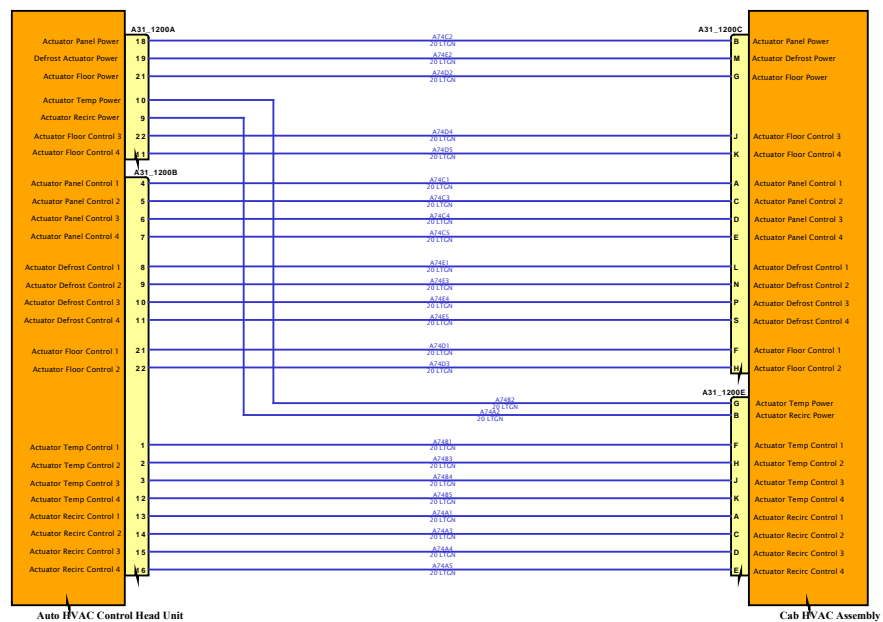 A31_1200A A31_1200C
Actuator Panel Power 18 A74C2 20 LTGN B Actuator Panel Power
Defrost Actuator Power 19 A74E2 20 LTGN M Actuator Defrost Power
Actuator Floor Power 21 A74D2 20 LTGN G Actuator Floor Power
Actuator Temp Power 10
Actuator Recirc Power 9
Actuator Floor Control 3 22 A74D4 20 LTGN J Actuator Floor Control 3
Actuator Floor Control 4 11 A74D5 20 LTGN K Actuator Floor Control 4
A31_1200B
Actuator Panel Control 1 4 A74C1 20 LTGN A Actuator Panel Control 1
Actuator Panel Control 2 5 A74C3 20 LTGN C Actuator Panel Control 2
Actuator Panel Control 3 6 A74C4 20 LTGN D Actuator Panel Control 3
Actuator Panel Control 4 7 A74C5 20 LTGN E Actuator Panel Control 4
Actuator Defrost Control 1 8 A74E1 20 LTGN L Actuator Defrost Control 1
Actuator Defrost Control 2 9 A74E3 20 LTGN N Actuator Defrost Control 2
Actuator Defrost Control 3 10 A74E4 20 LTGN P Actuator Defrost Control 3
Actuator Defrost Control 4 11 A74E5 20 LTGN S Actuator Defrost Control 4
Actuator Floor Control 1 21 A74D1 20 LTGN F Actuator Floor Control 1
Actuator Floor Control 2 22 A74D3 20 LTGN H Actuator Floor Control 2
A31_1200E
A74B2 20 LTGN G Actuator Temp Power
A74A2 20 LTGN B Actuator Recirc Power
Actuator Temp Control 1 1 A74B1 20 LTGN F Actuator Temp Control 1
Actuator Temp Control 2 2 A74B3 20 LTGN H Actuator Temp Control 2
Actuator Temp Control 3 3 A74B4 20 LTGN J Actuator Temp Control 3
Actuator Temp Control 4 12 A74B5 20 LTGN K Actuator Temp Control 4
Actuator Recirc Control 1 13 A74A1 20 LTGN A Actuator Recirc Control 1
Actuator Recirc Control 2 14 A74A3 20 LTGN C Actuator Recirc Control 2
Actuator Recirc Control 3 15 A74A4 20 LTGN D Actuator Recirc Control 3
Actuator Recirc Control 4 16 A74A5 20 LTGN E Actuator Recirc Control 4
Auto HVAC Control Head Unit Cab HVAC Assembly